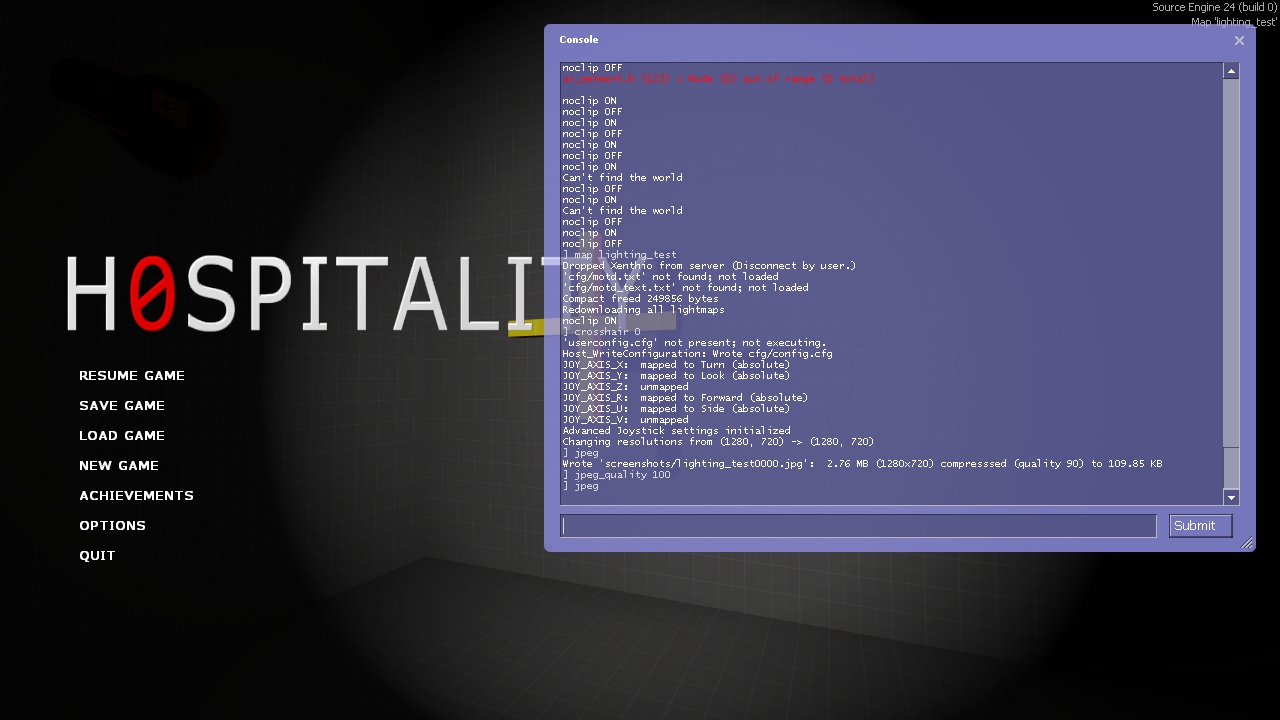 Source Engine 24 (build 0)
Map 'lighting_test'
Console
noclip OFF
ai_network.h (123) : Node (0) out of range (0 total)
noclip ON
noclip OFF
noclip ON
noclip OFF
noclip ON
noclip OFF
noclip ON
Can't find the world
noclip OFF
noclip ON
Can't find the world
noclip OFF
noclip ON
noclip OFF
] map lighting_test
Dropped Xenthio from server (Disconnect by user.)
'cfg/motd.txt' not found; not loaded
'cfg/motd_text.txt' not found; not loaded
Compact freed 249856 bytes
Redownloading all lightmaps
noclip ON
] crosshair 0
'userconfig.cfg' not present; not executing.
Host_WriteConfiguration: Wrote cfg/config.cfg
JOY_AXIS_X:  mapped to Turn (absolute)
JOY_AXIS_Y:  mapped to Look (absolute)
JOY_AXIS_Z:  unmapped
JOY_AXIS_R:  mapped to Forward (absolute)
JOY_AXIS_U:  mapped to Side (absolute)
JOY_AXIS_V:  unmapped
Advanced Joystick settings initialized
Changing resolutions from (1280, 720) -> (1280, 720)
] jpeg
Wrote 'screenshots/lighting_test0000.jpg':  2.76 MB (1280x720) compresssed (quality 90) to 109.85 KB
] jpeg_quality 100
] jpeg
Submit
H0SPITALITY
RESUME GAME
SAVE GAME
LOAD GAME
NEW GAME
ACHIEVEMENTS
OPTIONS
QUIT